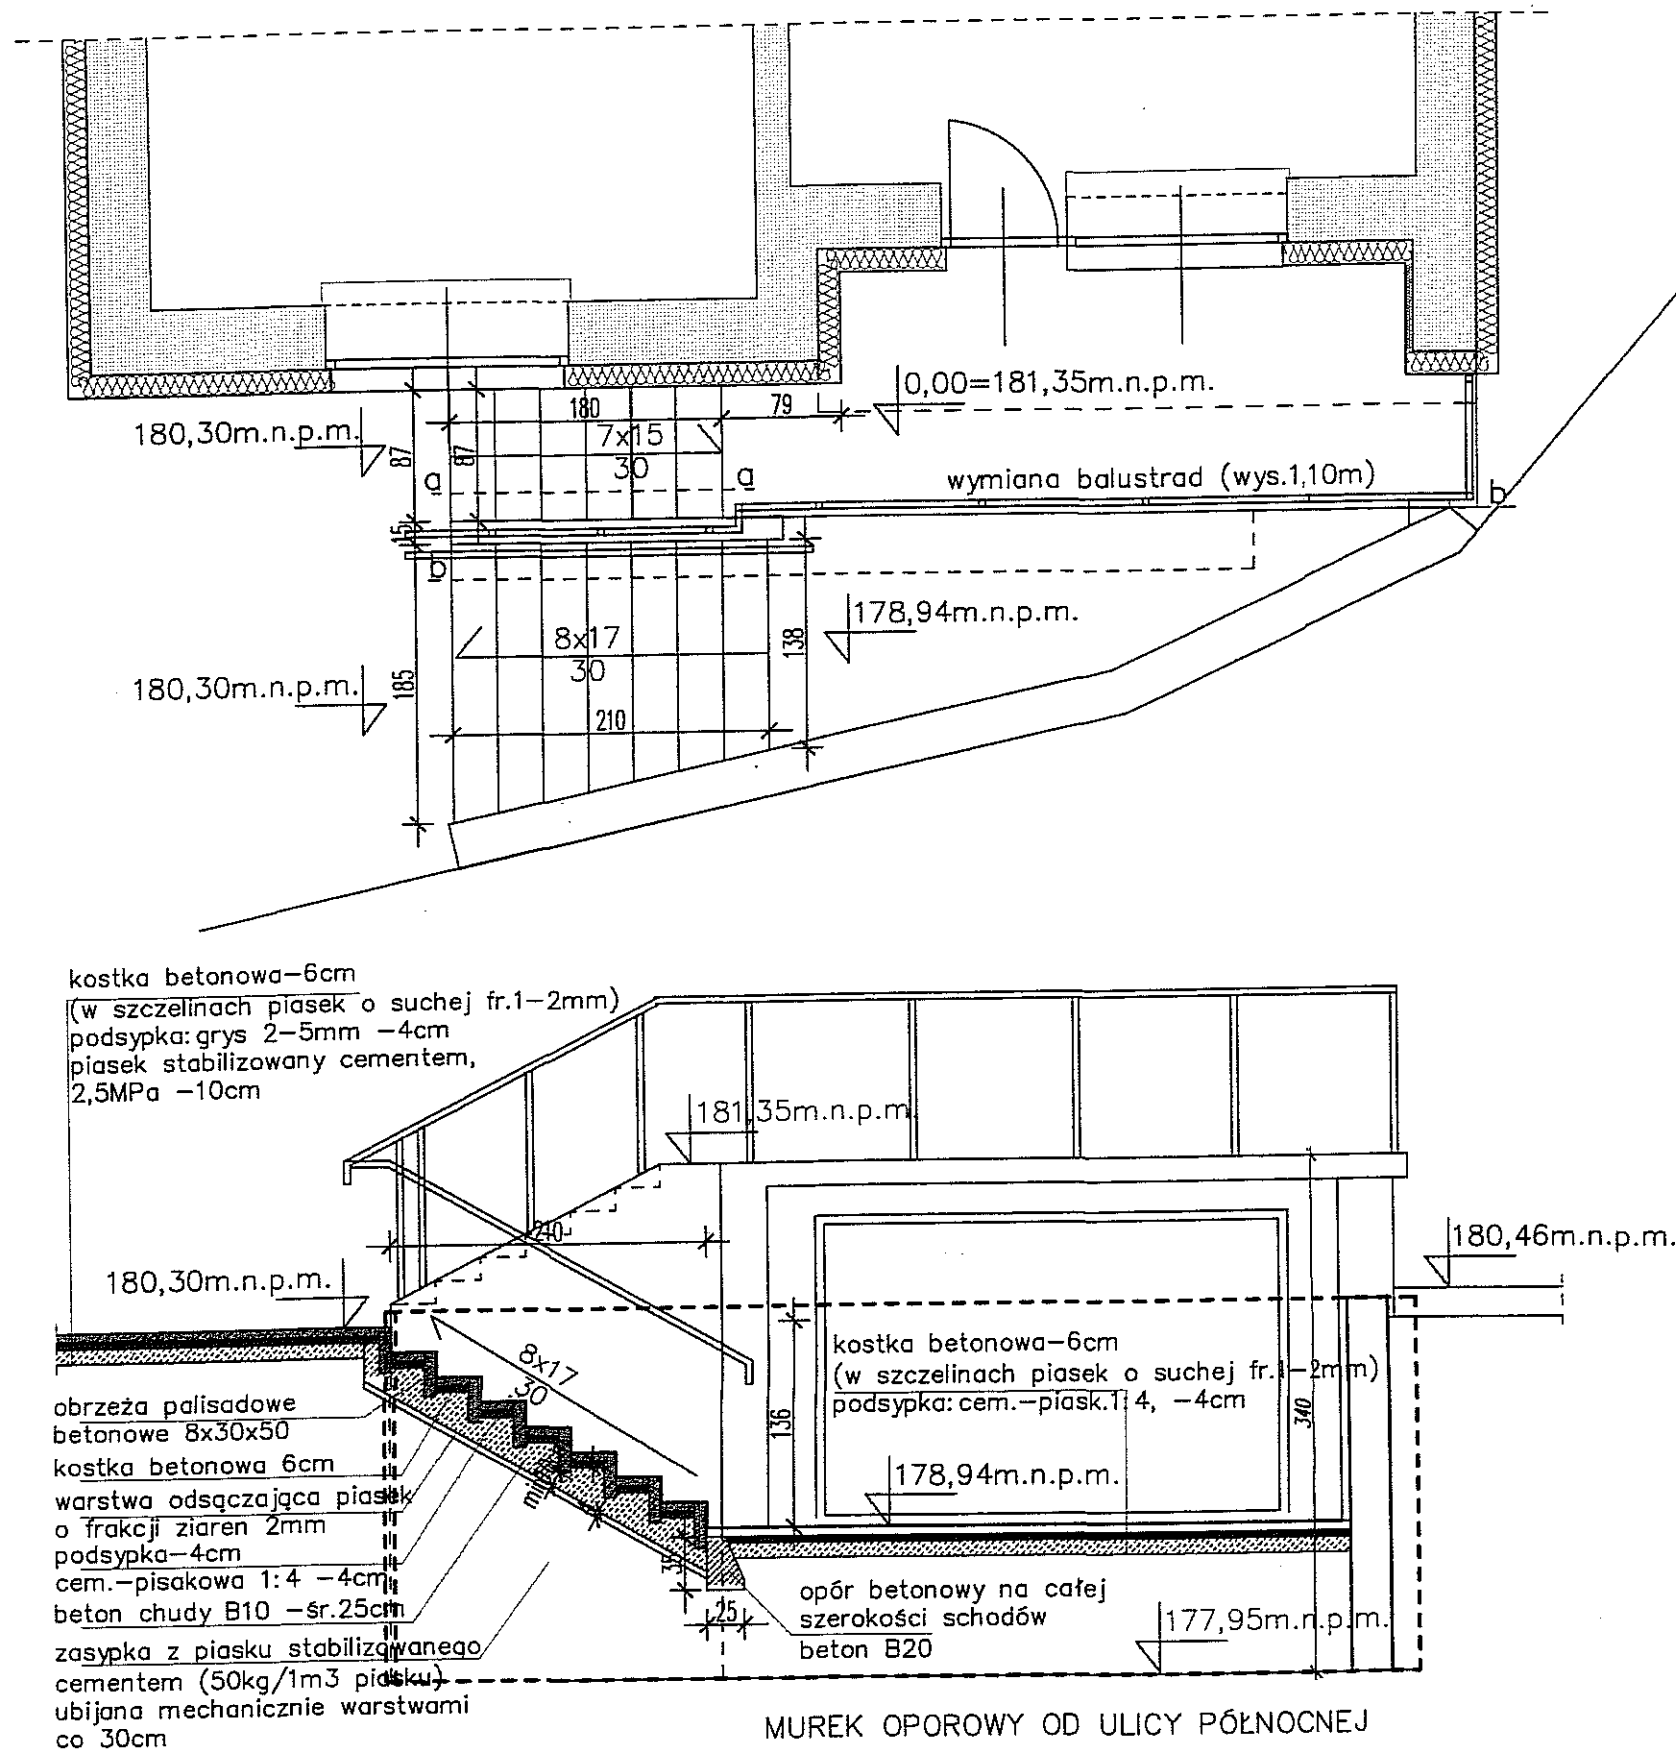 180
79
0,00=181,35m.n.p.m.
180,30m.n.p.m.
87
87
7x15
30
a
a
wymiana balustrad (wys.1,10m)
b
15
b
178,94m.n.p.m.
8x17
30
138
180,30m.n.p.m.
185
210
kostka betonowa-6cm
(w szczelinach piasek o suchej fr.1-2mm)
podsypka: grys 2-5mm -4cm
piasek stabilizowany cementem,
2,5MPa -10cm
181,35m.n.p.m.
240
180,46m.n.p.m.
180,30m.n.p.m.
8x17
30
kostka betonowa-6cm
(w szczelinach piasek o suchej fr.1-2mm)
podsypka: cem.-piask.1:4, -4cm
136
340
178,94m.n.p.m.
obrzeża palisadowe
betonowe 8x30x50
kostka betonowa 6cm
warstwa odsączająca piasek
o frakcji ziaren 2mm
podsypka-4cm
cem.-pisakowa 1:4 -4cm
beton chudy B10 -śr.25cm
zasypka z piasku stabilizowanego
cementem (50kg/1m3 piasku)
ubijana mechanicznie warstwami
co 30cm
25
opór betonowy na całej
szerokości schodów
beton B20
177,95m.n.p.m.
MUREK OPOROWY OD ULICY PÓŁNOCNEJ